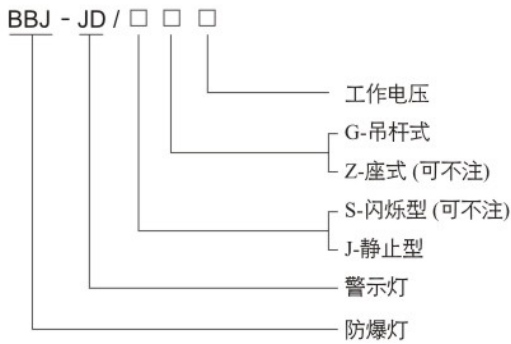 BBJ - JD / □ □ □
工作电压
G-吊杆式
Z-座式 (可不注)
S-闪烁型 (可不注)
J-静止型
警示灯
防爆灯